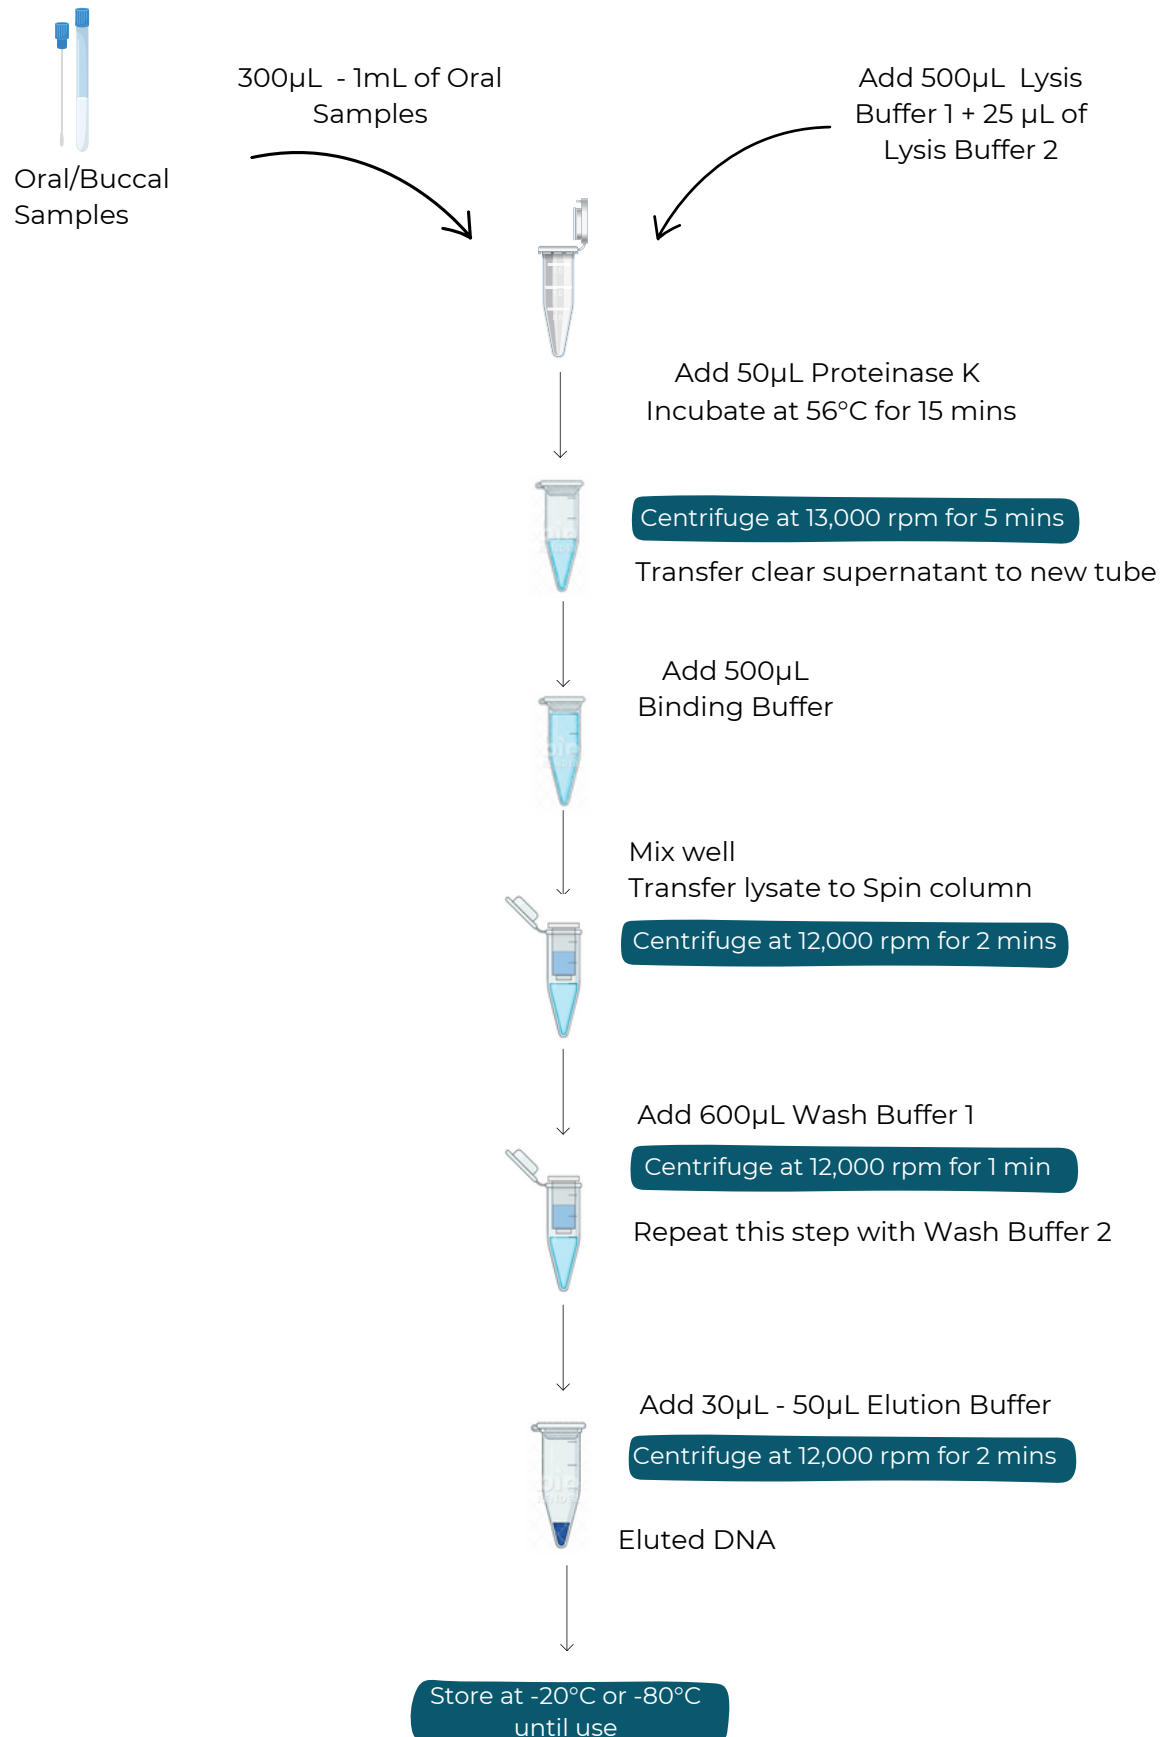 300µL - 1mL of Oral
Samples
Add 500µL Lysis
Buffer 1 + 25 µL of
Lysis Buffer 2
Oral/Buccal
Samples
Add 50µL Proteinase K
Incubate at 56°C for 15 mins
Centrifuge at 13,000 rpm for 5 mins
Transfer clear supernatant to new tube
Add 500µL
Binding Buffer
Mix well
Transfer lysate to Spin column
Centrifuge at 12,000 rpm for 2 mins
Add 600µL Wash Buffer 1
Centrifuge at 12,000 rpm for 1 min
Repeat this step with Wash Buffer 2
Add 30µL - 50µL Elution Buffer
Centrifuge at 12,000 rpm for 2 mins
Eluted DNA
Store at -20°C or -80°C
until use